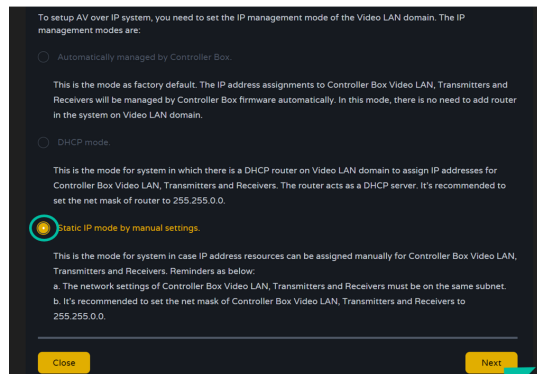 To setup AV over IP system, you need to set the IP management mode of the Video LAN domain. The IP
management modes are:
Automatically managed by Controller Box.
This is the mode as factory default. The IP address assignments to Controller Box Video LAN, Transmitters and
Receivers will be managed by Controller Box firmware automatically. In this mode, there is no need to add router
in the system on Video LAN domain.
DHCP mode.
This is the mode for system in which there is a DHCP router on Video LAN domain to assign IP addresses for
Controller Box Video LAN, Transmitters and Receivers. The router acts as a DHCP server. It's recommended to
set the net mask of router to 255.255.0.0.
Static IP mode by manual settings.
This is the mode for system in case IP address resources can be assigned manually for Controller Box Video LAN,
Transmitters and Receivers. Reminders as below:
a. The network settings of Controller Box Video LAN, Transmitters and Receivers must be on the same subnet.
b. It's recommended to set the net mask of Controller Box Video LAN, Transmitters and Receivers to
255.255.0.0.
Close
Next